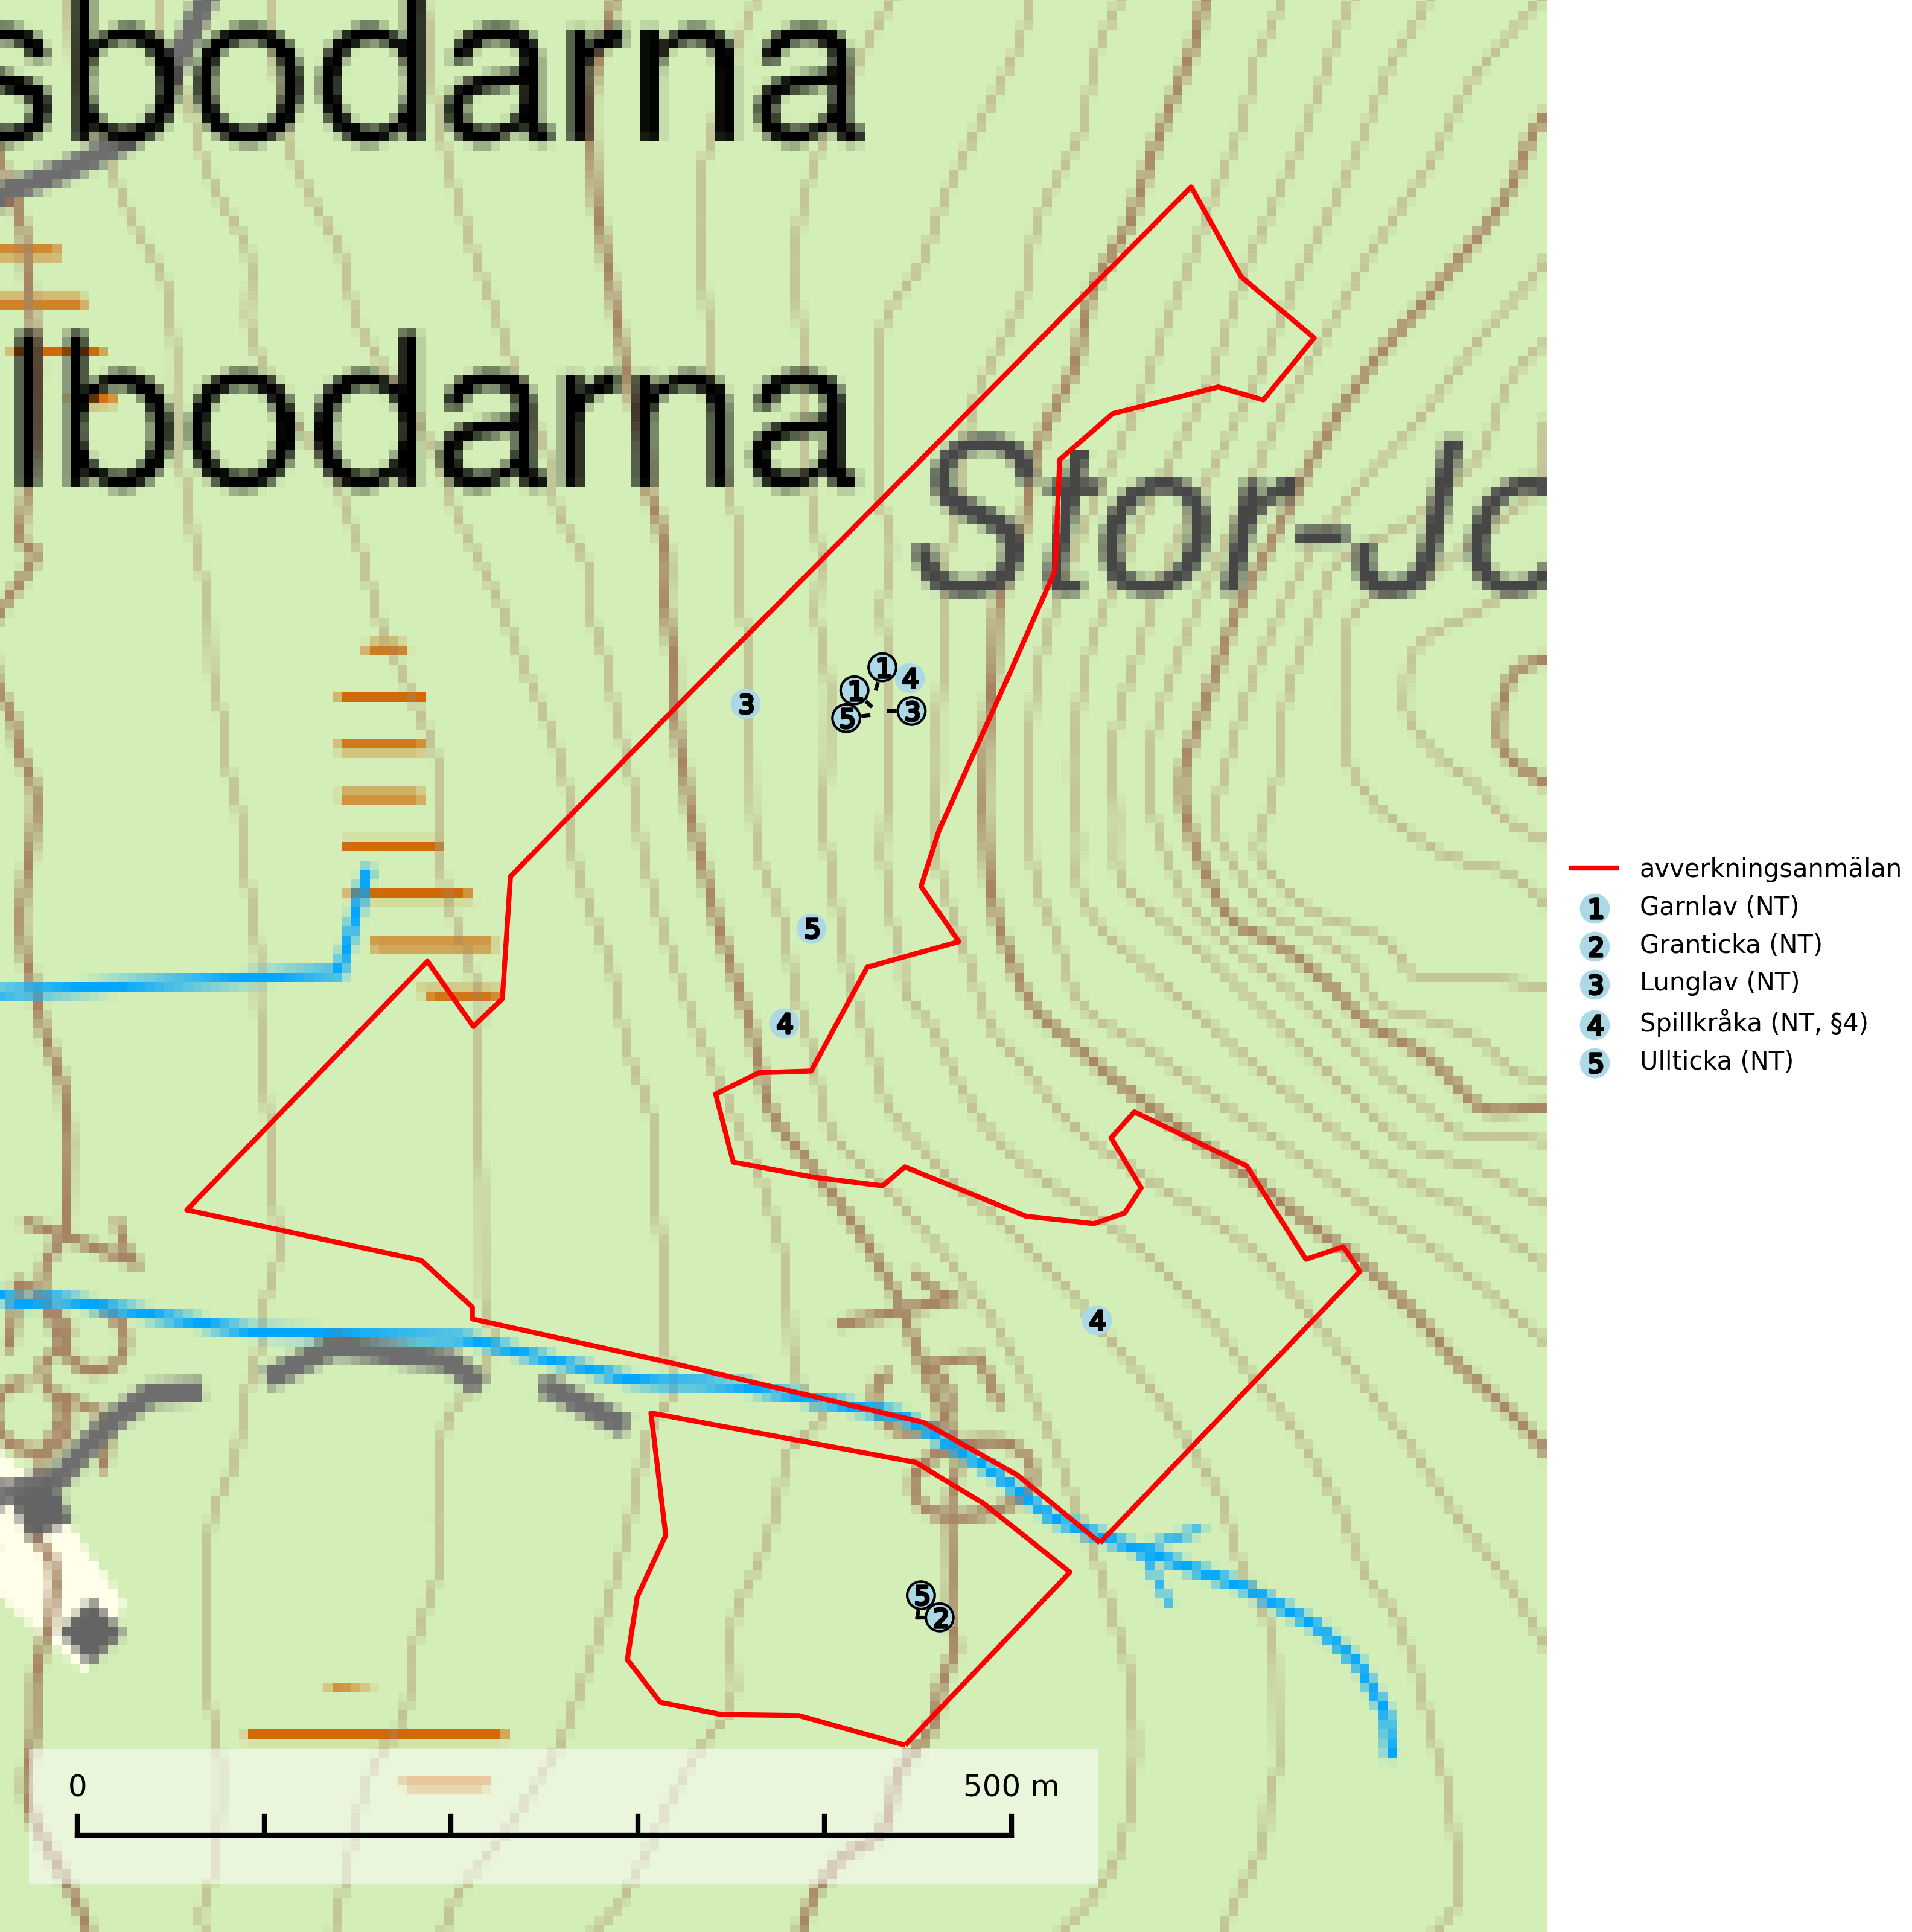 sbodarna
lbodarna
Stor-Jo
1
1
4
3
5
3
5
4
4
5
2
0
500 m
avverkningsanmälan
1 Garnlav (NT)
2 Granticka (NT)
3 Lunglav (NT)
4 Spillkråka (NT, §4)
5 Ullticka (NT)